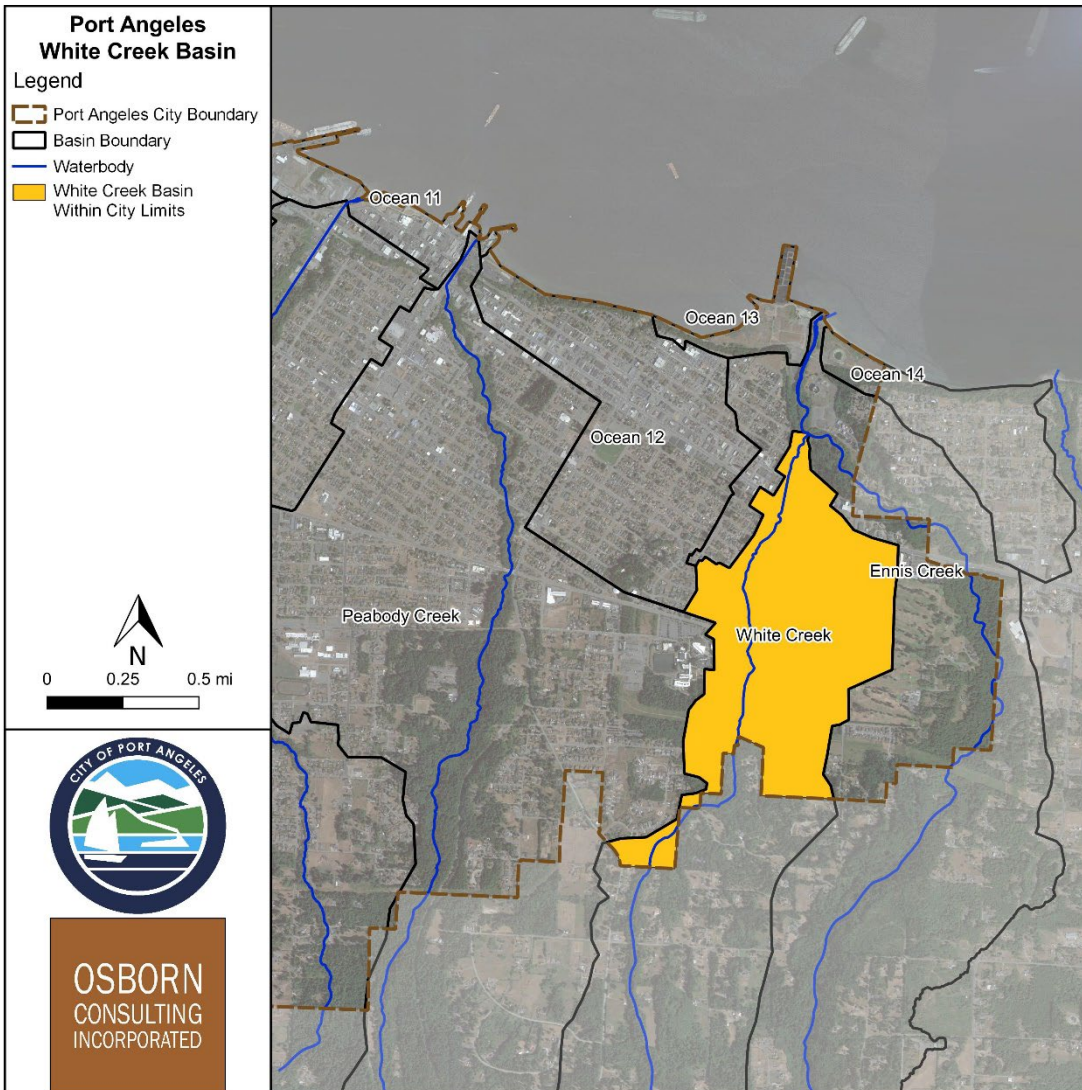 Port Angeles
White Creek Basin
Legend
Port Angeles City Boundary
Basin Boundary
Waterbody
White Creek Basin
Within City Limits
N
0 0.25 0.5 mi
CITY OF PORT ANGELES
OSBORN
CONSULTING
INCORPORATED
Ocean 11
Ocean 13
Ocean 14
Ocean 12
Ennis Creek
Peabody Creek
White Creek